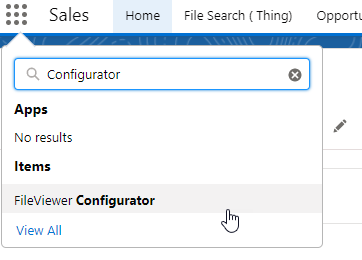 Sales Home File Search ( Thing) Opportu
Configurator
Apps
No results
Items
FileViewer Configurator
View All